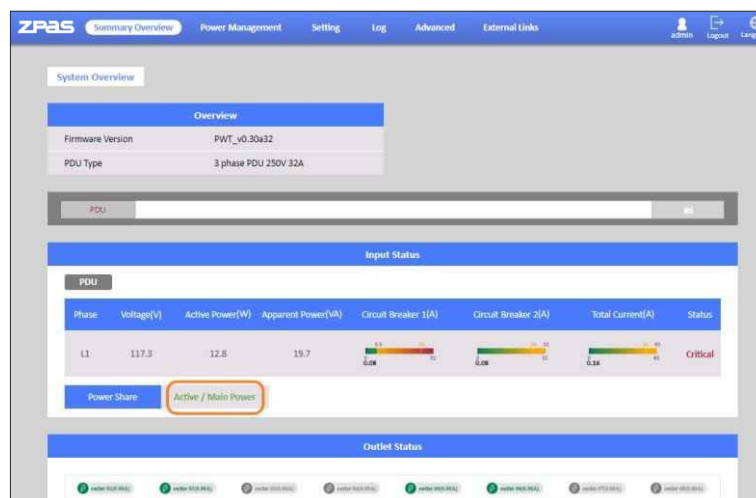 ZPAS Summary Overview Power Management Setting Log Advanced External Links admin Logout
System Overview
Overview
Firmware Version PWT_v0.30a32
PDU Type 3 phase PDU 250V 32A
PDU
Input Status
PDU
Phase Voltage(V) Active Power(W) Apparent Power(VA) Circuit Breaker 1(A) Circuit Breaker 2(A) Total Current(A) Status
L1 117.3 12.8 19.7 0.08 0.08 0.16 Critical
Power Share Active / Main Power
Outlet Status